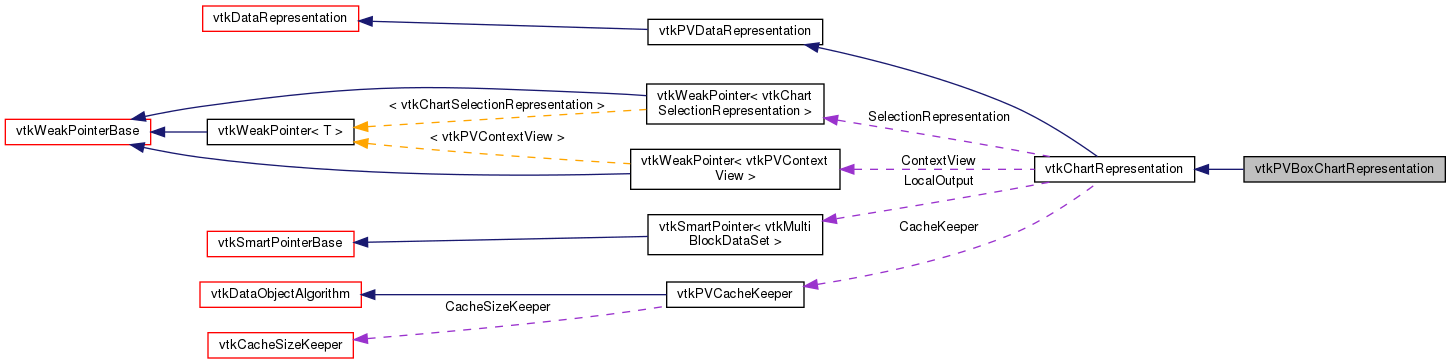 vtkDataRepresentation
vtkPVDataRepresentation
vtkWeakPointer< vtkChart
SelectionRepresentation >
< vtkChartSelectionRepresentation >
SelectionRepresentation
vtkWeakPointerBase
vtkWeakPointer< T >
< vtkPVContextView >
vtkWeakPointer< vtkPVContext
View >
ContextView
vtkChartRepresentation
vtkPVBoxChartRepresentation
LocalOutput
vtkSmartPointerBase
vtkSmartPointer< vtkMulti
BlockDataSet >
CacheKeeper
vtkDataObjectAlgorithm
vtkPVCacheKeeper
CacheSizeKeeper
vtkCacheSizeKeeper